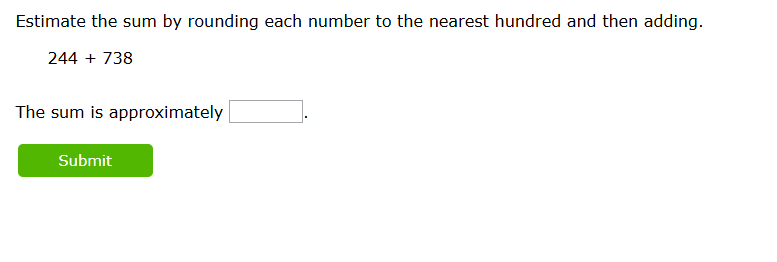 Estimate the sum by rounding each number to the nearest hundred and then adding.
244 + 738
The sum is approximately .
Submit